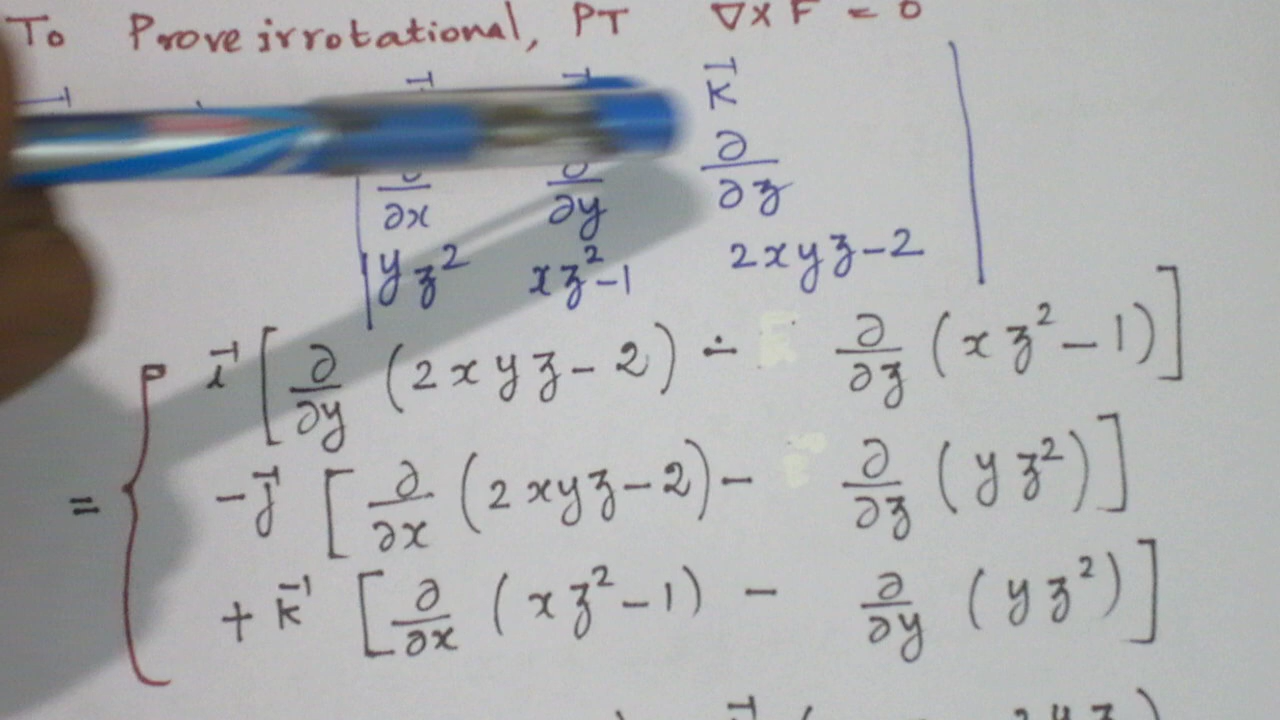 To Prove irrotational, PT ∇×F = 0
k⃗
∂/∂x ∂/∂y ∂/∂z
yz² xz²-1 2xyz-2
i⃗ [∂/∂y (2xyz-2) - ∂/∂z (xz²-1)]
= { -j⃗ [∂/∂x (2xyz-2) - ∂/∂z (yz²)]
+ k⃗ [∂/∂x (xz²-1) - ∂/∂y (yz²)]